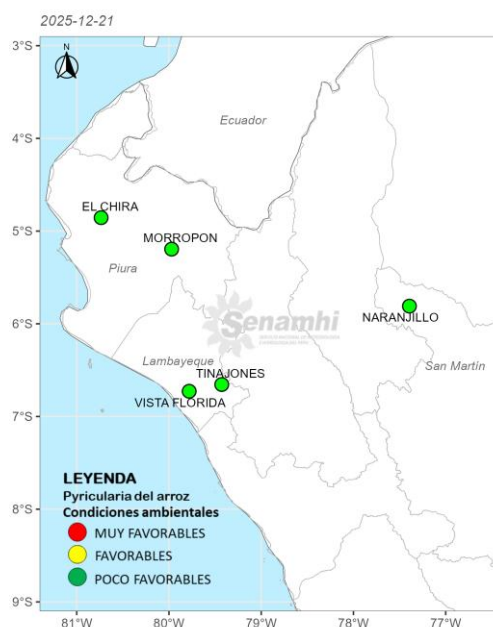 2025-12-21
N
3°S
4°S
5°S
6°S
7°S
8°S
9°S
Ecuador
EL CHIRA
MORROPON
Piura
NARANJILLO
Senamhi
Lambayeque
TINAJONES
San Martín
VISTA FLORIDA
LEYENDA
Pyricularia del arroz
Condiciones ambientales
MUY FAVORABLES
FAVORABLES
POCO FAVORABLES
81°W
80°W
79°W
78°W
77°W